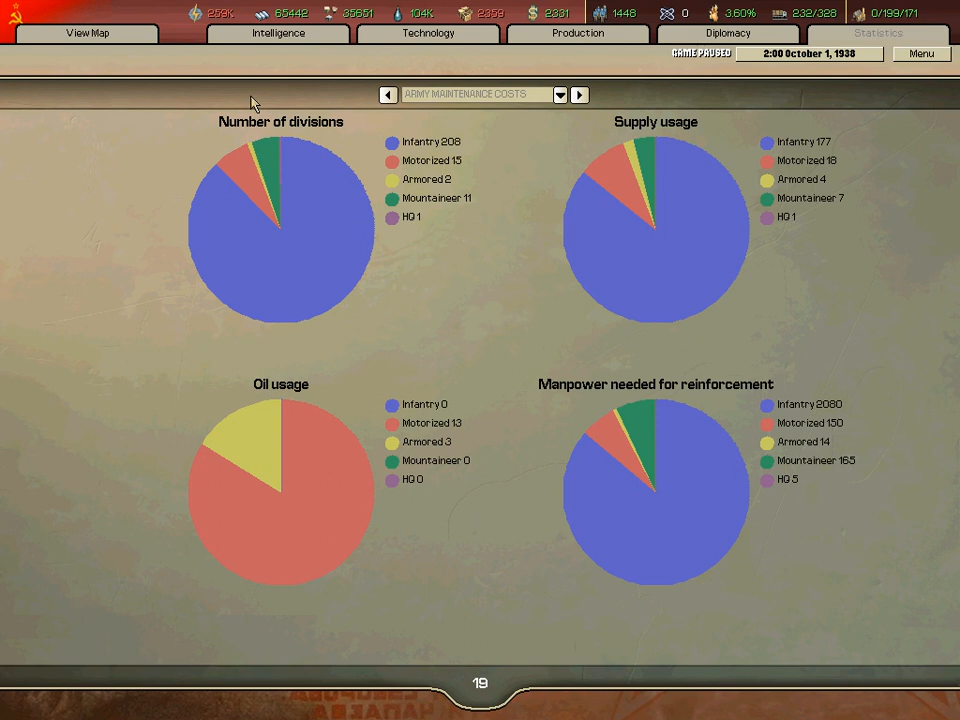 259K 65442 35651 104K 2359 2331 1448 0 3.60% 232/328 0/199/171
View Map Intelligence Technology Production Diplomacy Statistics
GAME PAUSED 2:00 October 1, 1938 Menu
ARMY MAINTENANCE COSTS
Number of divisions
Infantry 208
Motorized 15
Armored 2
Mountaineer 11
HQ 1
Supply usage
Infantry 177
Motorized 18
Armored 4
Mountaineer 7
HQ 1
Oil usage
Infantry 0
Motorized 13
Armored 3
Mountaineer 0
HQ 0
Manpower needed for reinforcement
Infantry 2080
Motorized 150
Armored 14
Mountaineer 165
HQ 5
19